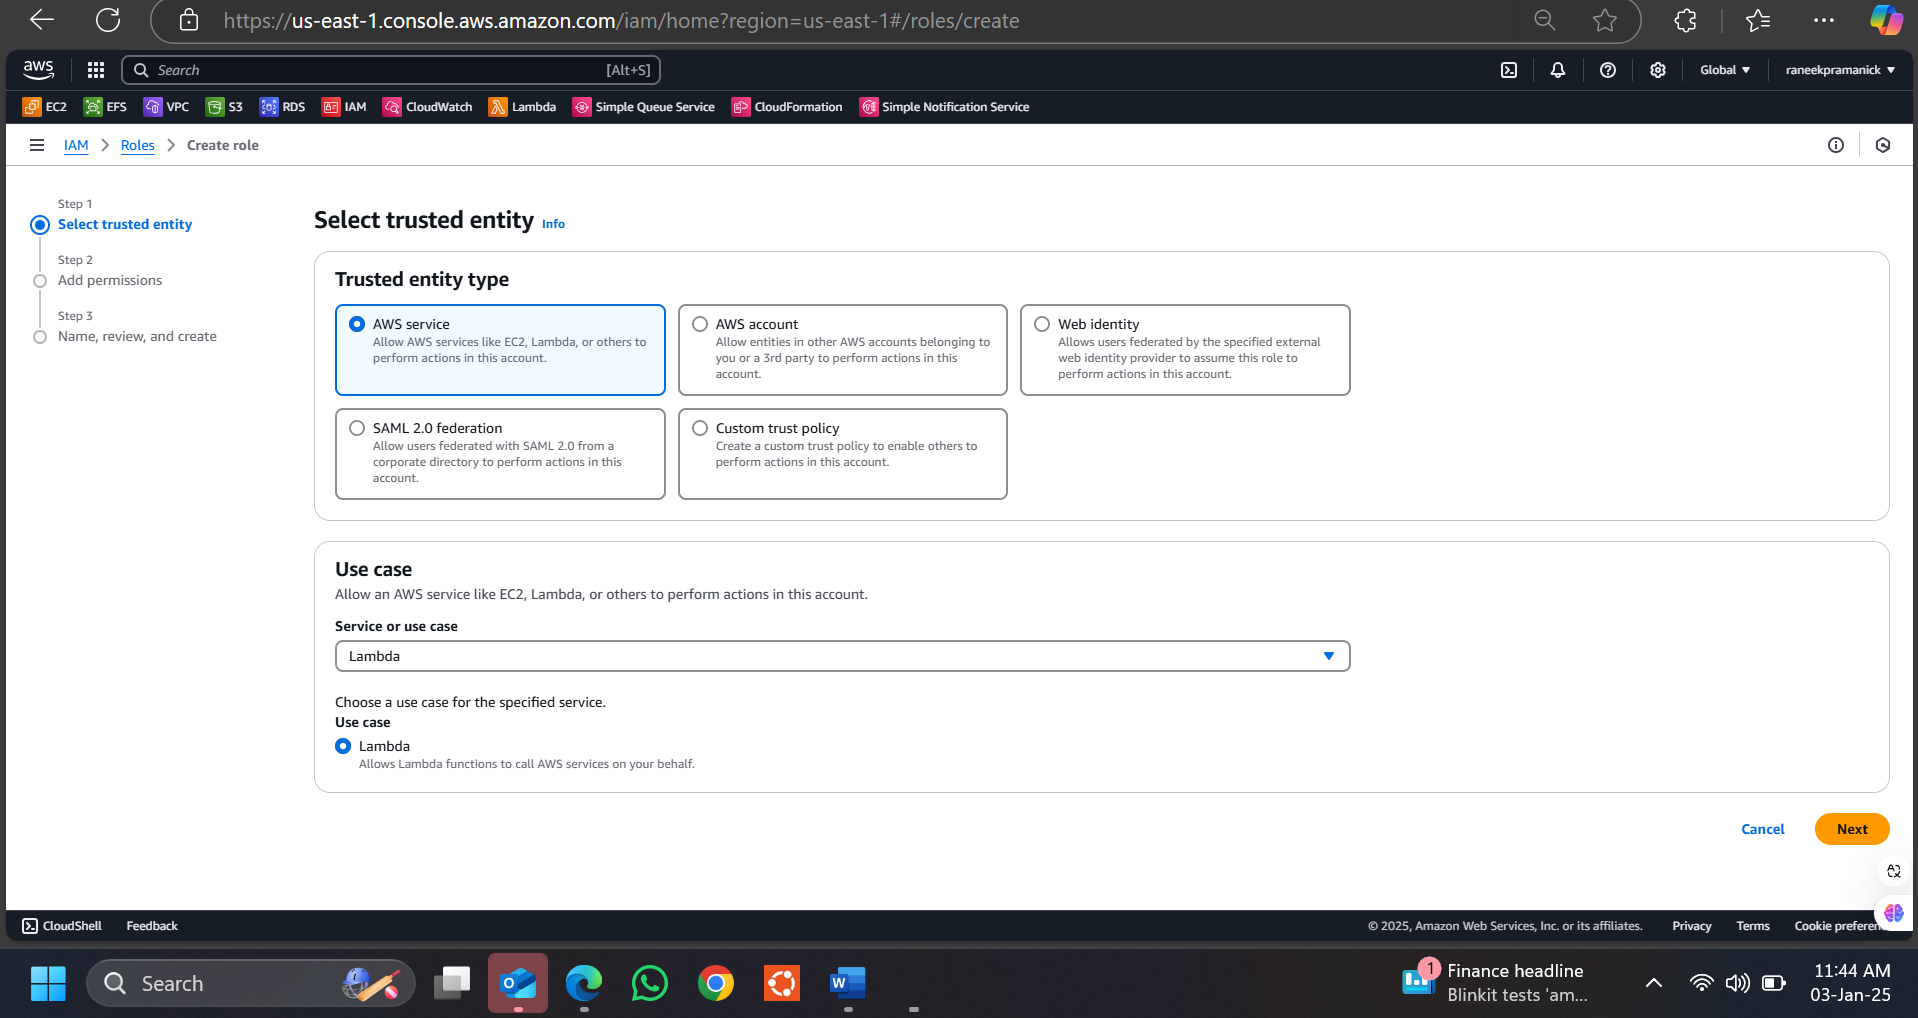 https://us-east-1.console.aws.amazon.com/iam/home?region=us-east-1#/roles/create
aws Search [Alt+S] Global raneekpramanick
EC2 EFS VPC S3 RDS IAM CloudWatch Lambda Simple Queue Service CloudFormation Simple Notification Service
IAM Roles Create role
Step 1
Select trusted entity
Step 2
Add permissions
Step 3
Name, review, and create
Select trusted entity Info
Trusted entity type
AWS service
Allow AWS services like EC2, Lambda, or others to
perform actions in this account.
AWS account
Allow entities in other AWS accounts belonging to
you or a 3rd party to perform actions in this
account.
Web identity
Allows users federated by the specified external
web identity provider to assume this role to
perform actions in this account.
SAML 2.0 federation
Allow users federated with SAML 2.0 from a
corporate directory to perform actions in this
account.
Custom trust policy
Create a custom trust policy to enable others to
perform actions in this account.
Use case
Allow an AWS service like EC2, Lambda, or others to perform actions in this account.
Service or use case
Lambda
Choose a use case for the specified service.
Use case
Lambda
Allows Lambda functions to call AWS services on your behalf.
Cancel Next
CloudShell Feedback © 2025, Amazon Web Services, Inc. or its affiliates. Privacy Terms Cookie preferen
Search
1
Finance headline
Blinkit tests 'am...
11:44 AM
03-Jan-25